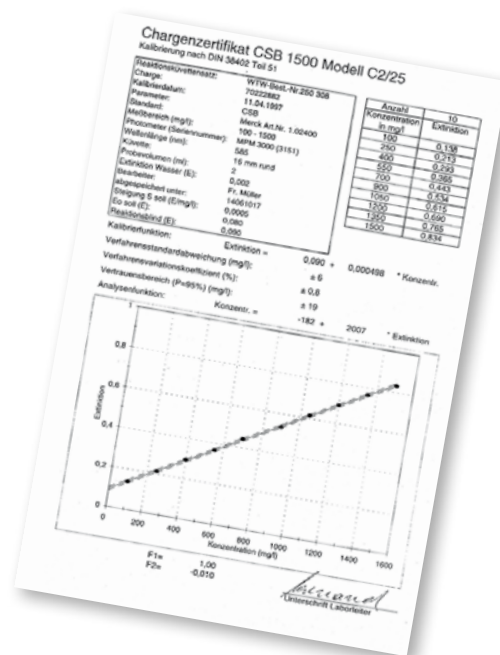 Chargenzertifikat CSB 1500 Modell C2/25
Kalibrierung nach DIN 38402 Teil 51
Reaktionsküvettensatz: WTW-Best.-Nr.250 308
Charge: 70222882
Kalibrierdatum: 11.04.1997
Parameter: CSB
Standard: Merck Art.Nr. 1.02400
Meßbereich (mg/l): 100 - 1500
Photometer (Seriennummer): MPM 3000 (3151)
Wellenlänge (nm): 585
Küvette: 16 mm rund
Probevolumen (ml): 2
Extinktion Wasser (E): 0,002
Bearbeiter: Fr. Müller
abgespeichert unter: 14061017
Steigung S soll (E/mg/l): 0,0005
Eo soll (E): 0,080
Reaktionsblind (E): 0,090
Anzahl 10
Konzentration in mg/l Extinktion
100 0,138
250 0,213
400 0,293
550 0,365
700 0,443
900 0,534
1050 0,615
1200 0,690
1350 0,765
1500 0,834
Kalibrierfunktion: Extinktion = 0,090 + 0,000498 * Konzentr.
Verfahrensstandardabweichung (mg/l): ± 6
Verfahrensvariationskoeffizient (%): ± 0,8
Vertrauensbereich (P=95%) (mg/l): ± 19
Analysenfunktion: Konzentr. = -182 + 2007 * Extinktion
1
0,8
0,6
0,4
0,2
0
Extinktion
0 200 400 600 800 1000 1200 1400 1600
Konzentration (mg/l)
F1= 1,00
F2= -0,010
Unterschrift Laborleiter